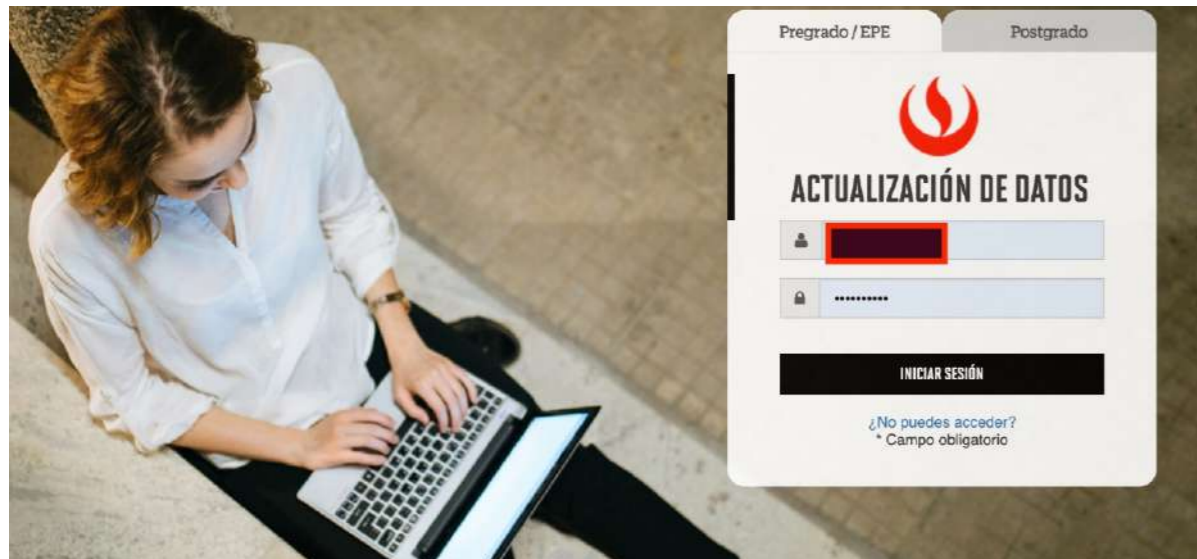 Pregrado / EPE
Postgrado
ACTUALIZACIÓN DE DATOS
••••••••••
INICIAR SESIÓN
¿No puedes acceder?
* Campo obligatorio